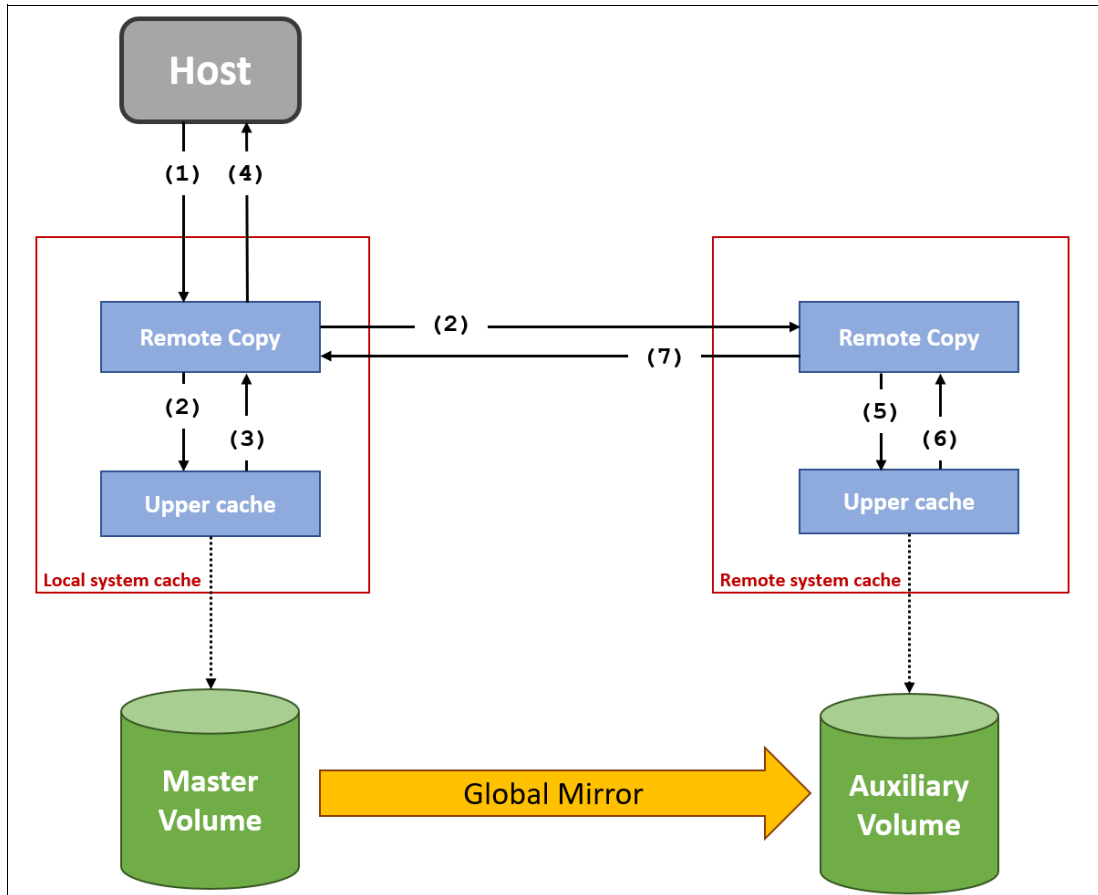 Host
(1)
(4)
Remote Copy
(2)
(7)
Remote Copy
(2)
(3)
(5)
(6)
Upper cache
Upper cache
Local system cache
Remote system cache
Master
Volume
Global Mirror
Auxiliary
Volume